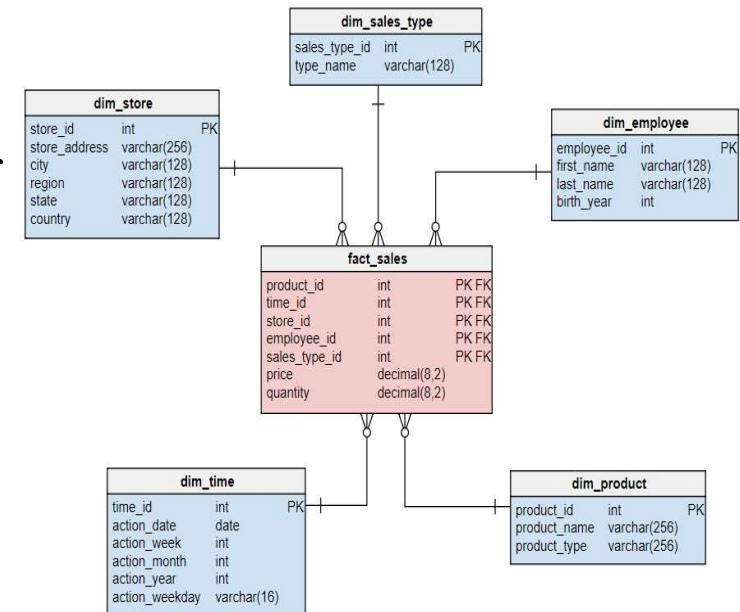 dim_sales_type
sales_type_id int PK
type_name varchar(128)
dim_store
store_id int PK
store_address varchar(256)
city varchar(128)
region varchar(128)
state varchar(128)
country varchar(128)
dim_employee
employee_id int PK
first_name varchar(128)
last_name varchar(128)
birth_year int
fact_sales
product_id int PK FK
time_id int PK FK
store_id int PK FK
employee_id int PK FK
sales_type_id int PK FK
price decimal(8,2)
quantity decimal(8,2)
dim_time
time_id int PK
action_date date
action_week int
action_month int
action_year int
action_weekday varchar(16)
dim_product
product_id int PK
product_name varchar(256)
product_type varchar(256)